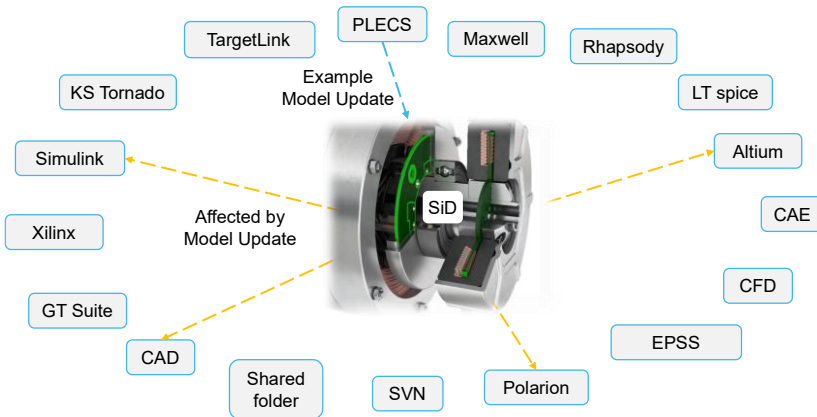 PLECS
TargetLink
Maxwell
Rhapsody
Example
Model Update
KS Tornado
LT spice
Simulink
Altium
SiD
Affected by
Model Update
Xilinx
CAE
CFD
GT Suite
EPSS
CAD
Shared
folder
SVN
Polarion